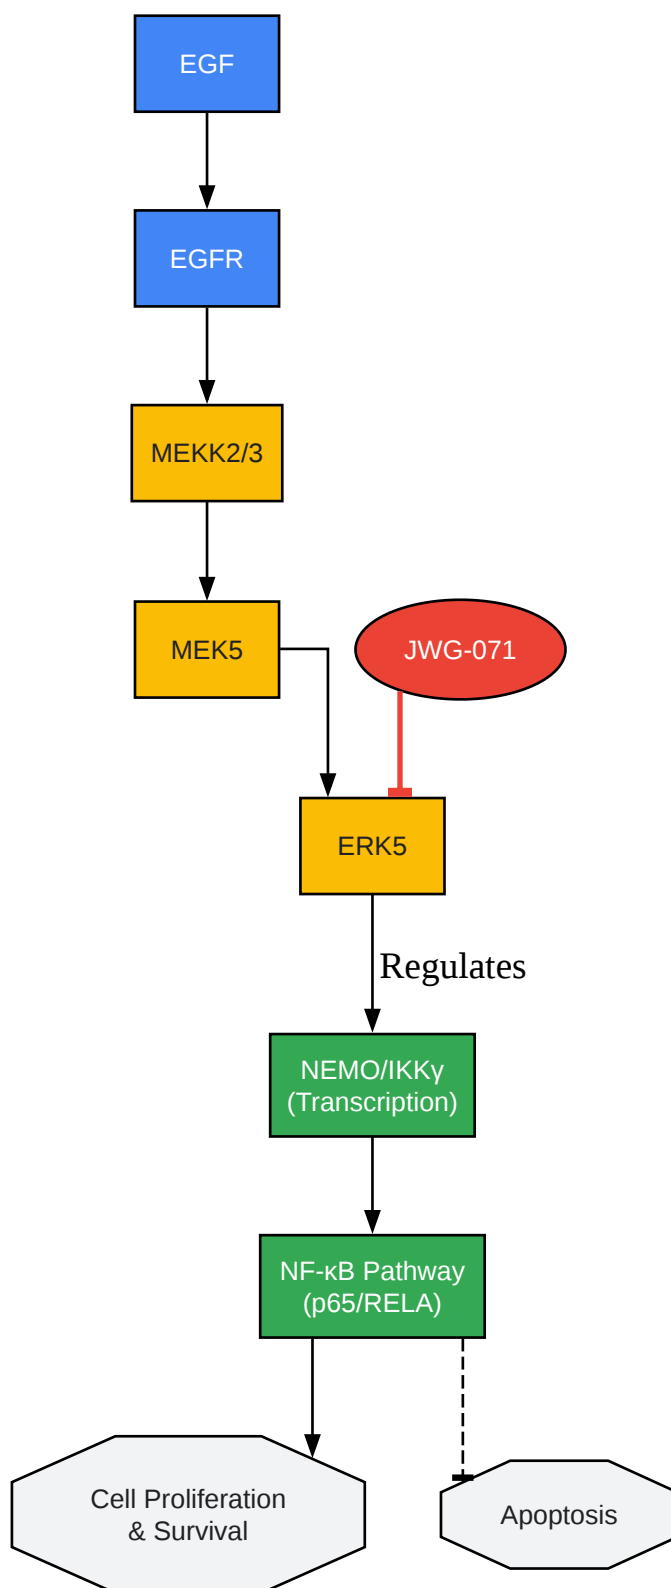 EGF
EGFR
MEKK2/3
MEK5
JWG-071
ERK5
Regulates
NEMO/IKKγ
(Transcription)
NF-κB Pathway
(p65/RELA)
Cell Proliferation
& Survival
Apoptosis